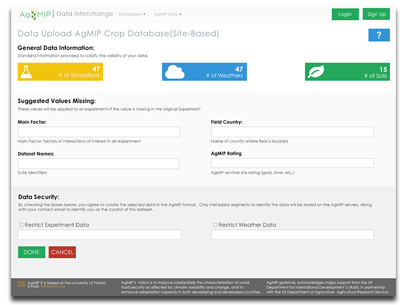 AgMIP | Data Interchange
Databases
AgMIP Sites
Login
Sign Up
Data Upload AgMIP Crop Database(Site-Based)
?
General Data Information:
Standard information provided to solidify the validity of your data.
47
# of Simulations
47
# of Weathers
15
# of Soils
Suggested Values Missing:
These values will be applied to all experiments if the value is missing in the original Experiment
Main Factor:
Field Country:
Main factor, factors or interactions of interest in an experiment
Name of country where field is located
Dataset Names:
AgMIP Rating
Suite identifiers
AgMIP sentinel site rating (gold, silver, etc.)
Data Security:
By checking the boxes below, you agree to curate the selected data in the AgMIP format. Only metadata segments to identify the data will be stored on the AgMIP servers, along
with your contact email to identify you as the curator of this dataset.
Restrict Experiment Data
Restrict Weather Data
DONE
CANCEL
AgMIP IT is based at the University of Florida.
Email:
AgMIP's mission is to improve substantially the characterization of world
food security as affected by climate variability and change, and to
enhance adaptation capacity in both developing and developed countries.
AgMIP gratefully acknowledges major support from the UK
Department for International Development's UKaid, in partnership
with the US Department of Agriculture, Agricultural Research Service.